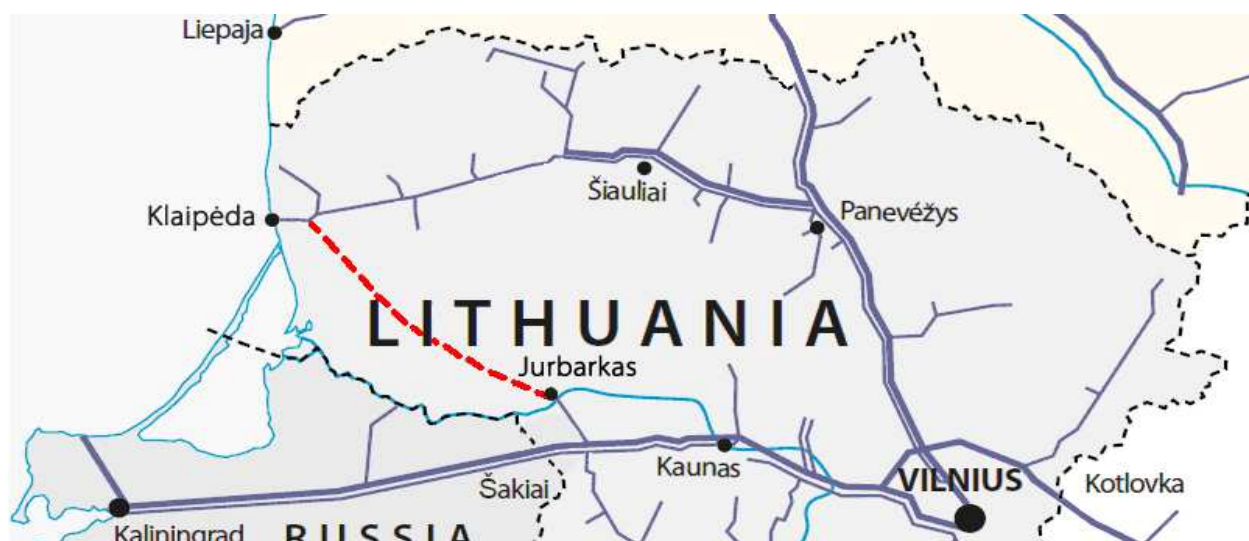 Liepaja
Šiauliai
Klaipėda
Panevėžys
LITHUANIA
Jurbarkas
Kaunas
Šakiai
VILNIUS
Kotlovka
Kaliningrad
RUSSIA